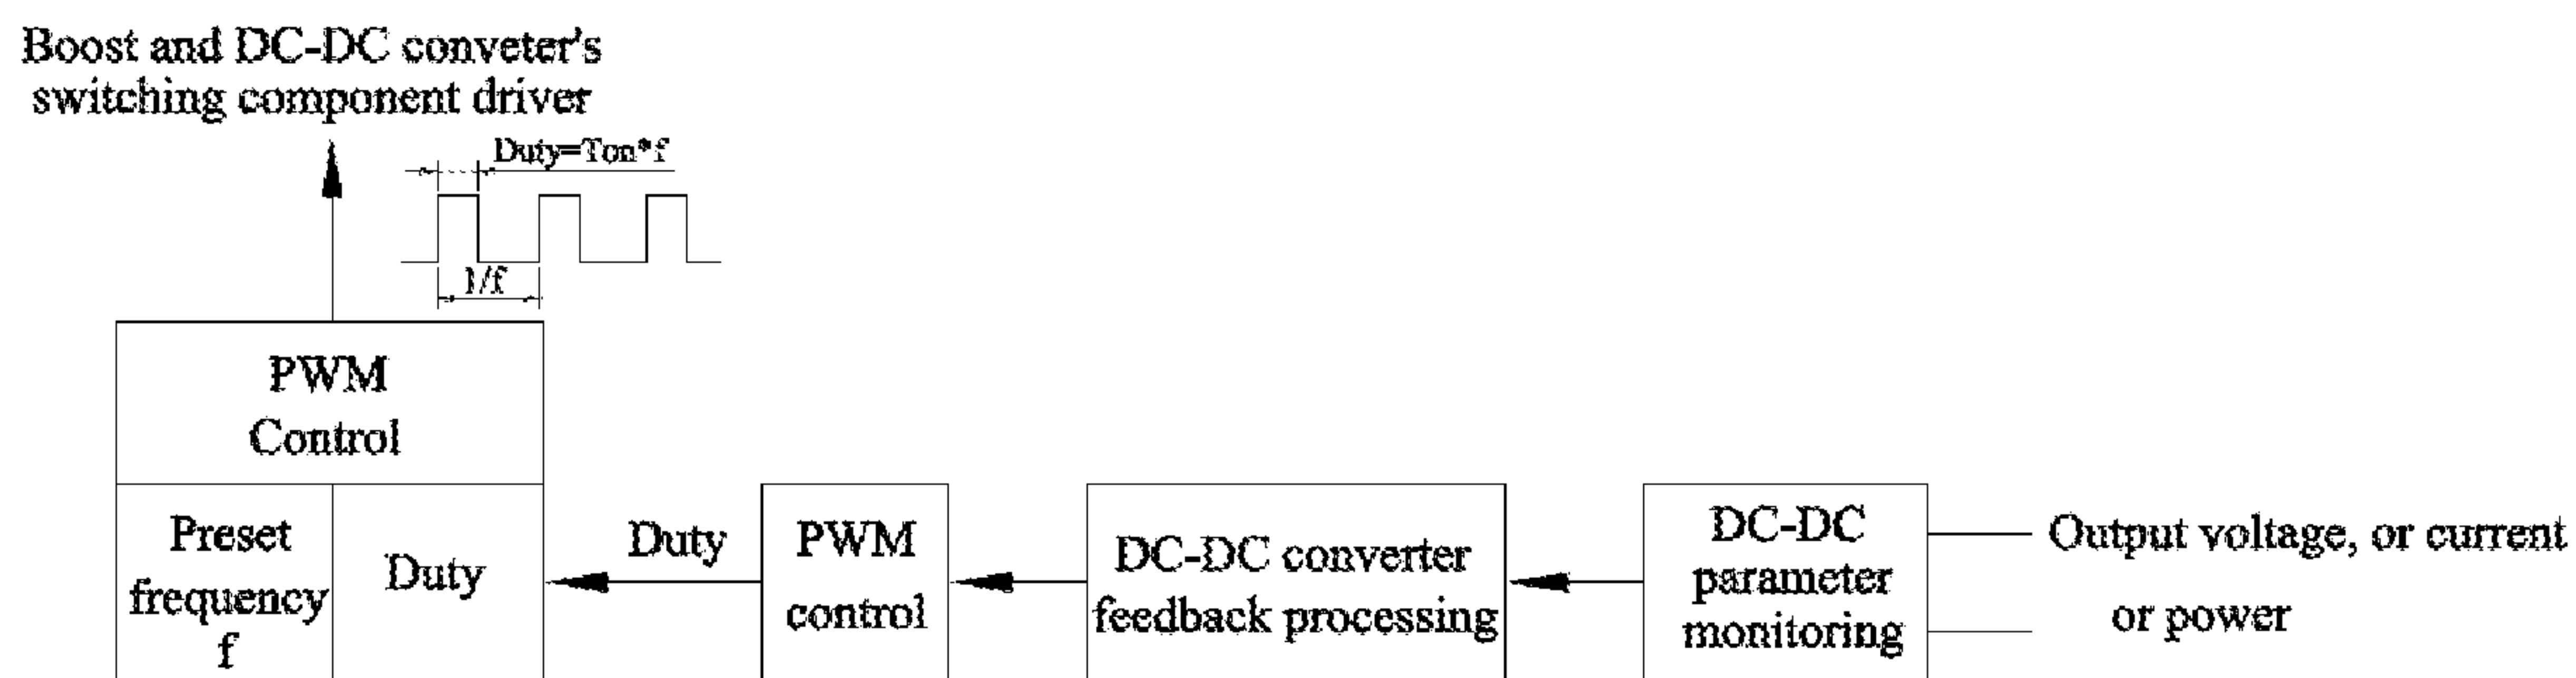 Boost and DC-DC conveter's
switching component driver
Duty=Ton*f
1/f
PWM
Control
Preset
frequency
f
Duty
Duty
PWM
control
DC-DC converter
feedback processing
DC-DC
parameter
monitoring
Output voltage, or current
or power